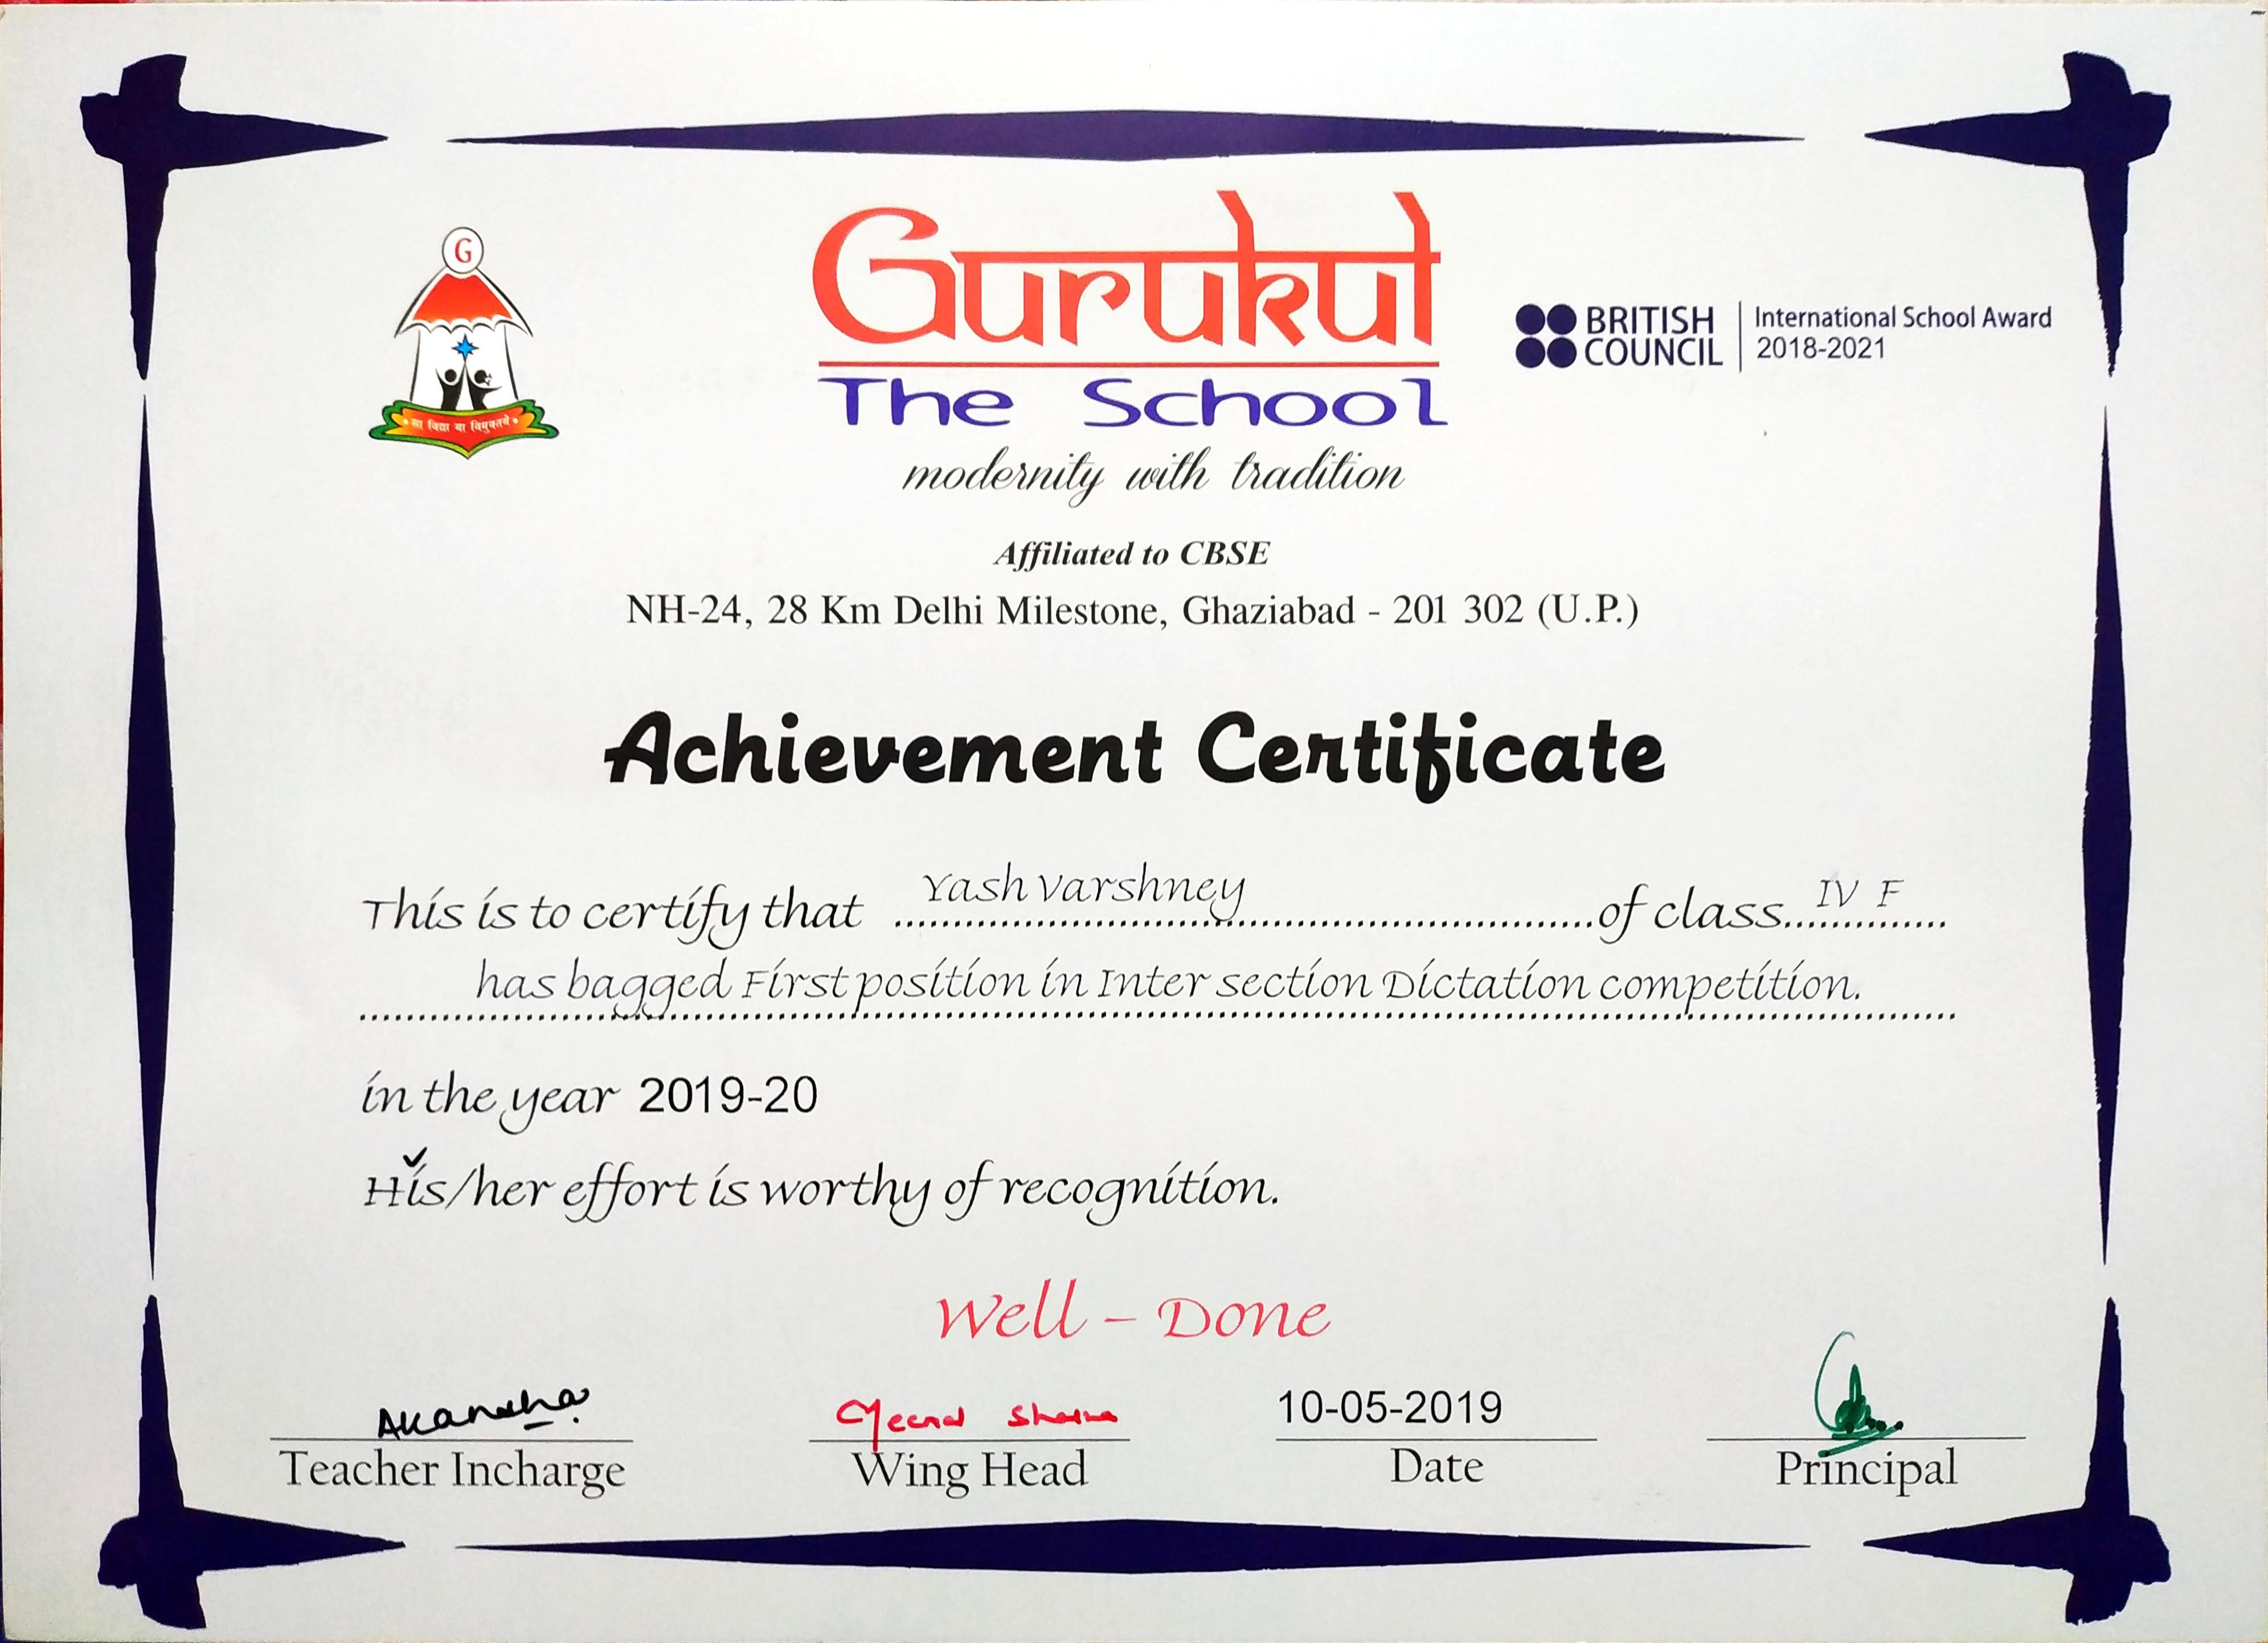 G
सा विद्या या विमुक्तये
Gurukul
The School
modernity with tradition
BRITISH COUNCIL
International School Award
2018-2021
Affiliated to CBSE
NH-24, 28 Km Delhi Milestone, Ghaziabad - 201 302 (U.P.)
Achievement Certificate
This is to certify that Yash Varshney of class IV F
has bagged First position in Inter section Dictation competition.
in the year 2019-20
His/her effort is worthy of recognition.
Well - Done
Akansha
Teacher Incharge
Meenal Sharma
Wing Head
10-05-2019
Date
Principal